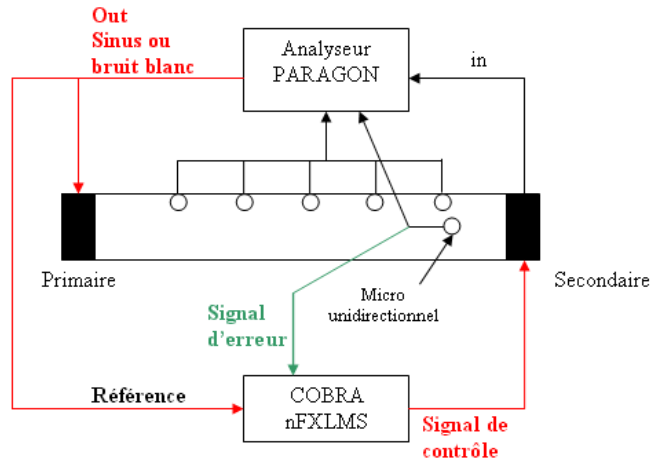 Out
Sinus ou
bruit blanc
Analyseur
PARAGON
in
Primaire
Secondaire
Micro
unidirectionnel
Signal
d'erreur
Référence
COBRA
nFXLMS
Signal de
contrôle